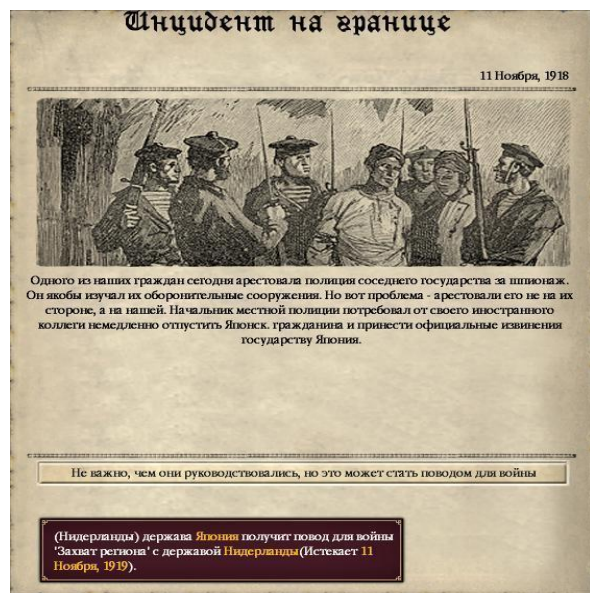 Инцидент на границе
11 Ноября, 1918
Одного из наших граждан сегодня арестовала полиция соседнего государства за шпионаж.
Он якобы изучал их оборонительные сооружения. Но вот проблема - арестовали его не на их
стороне, а на нашей. Начальник местной полиции потребовал от своего иностранного
коллеги немедленно отпустить Японск. гражданина и принести официальные извинения
государству Япония.
Не важно, чем они руководствовались, но это может стать поводом для войны
(Нидерланды) держава Япония получит повод для войны
'Захват региона' с державой Нидерланды(Истекает 11
Ноября, 1919).